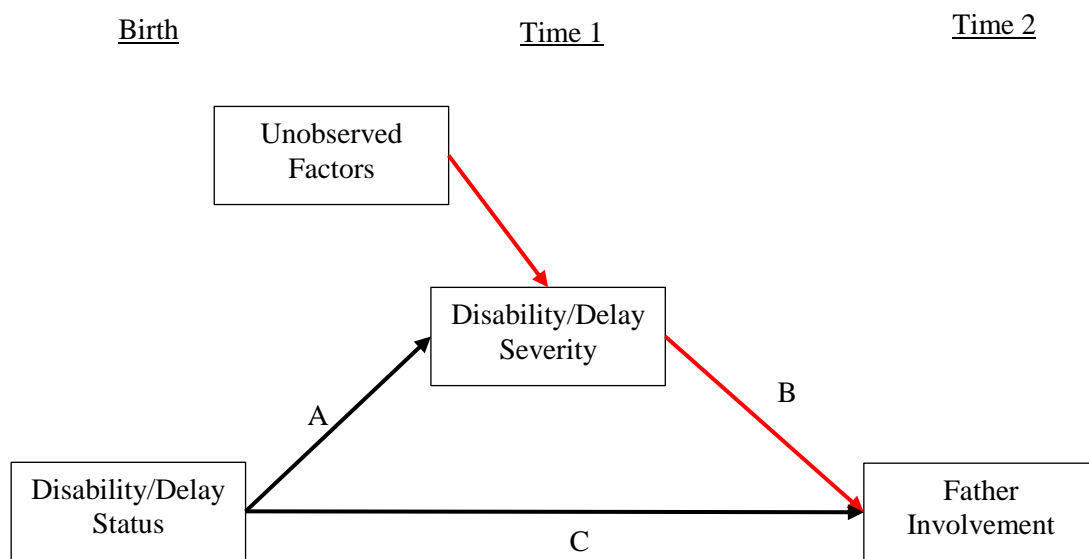 Birth
Time 1
Time 2
Unobserved
Factors
Disability/Delay
Severity
A
B
Disability/Delay
Status
C
Father
Involvement